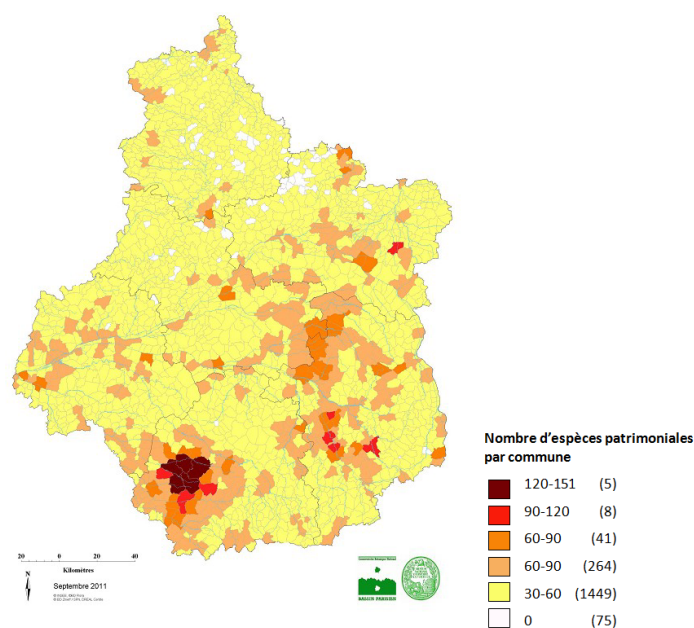 Nombre d'espèces patrimoniales
par commune
120-151 (5)
90-120 (8)
60-90 (41)
60-90 (264)
30-60 (1449)
0 (75)
20 0 20 40 60
Kilomètres
N
Septembre 2011